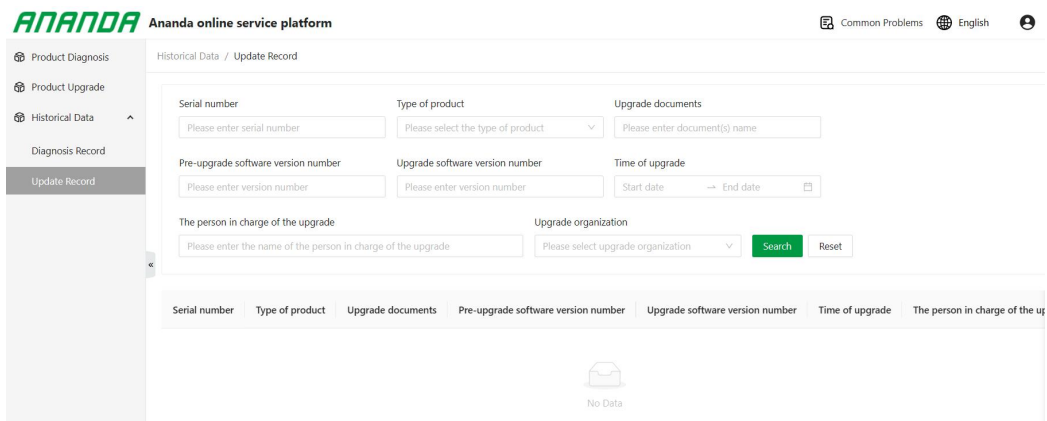 ANANDA Ananda online service platform Common Problems English
Product Diagnosis
Historical Data / Update Record
Product Upgrade
Historical Data
Diagnosis Record
Update Record
Serial number Type of product Upgrade documents
Please enter serial number Please select the type of product Please enter document(s) name
Pre-upgrade software version number Upgrade software version number Time of upgrade
Please enter version number Please enter version number Start date → End date
The person in charge of the upgrade Upgrade organization
Please enter the name of the person in charge of the upgrade Please select upgrade organization Search Reset
«
Serial number Type of product Upgrade documents Pre-upgrade software version number Upgrade software version number Time of upgrade The person in charge of the
No Data